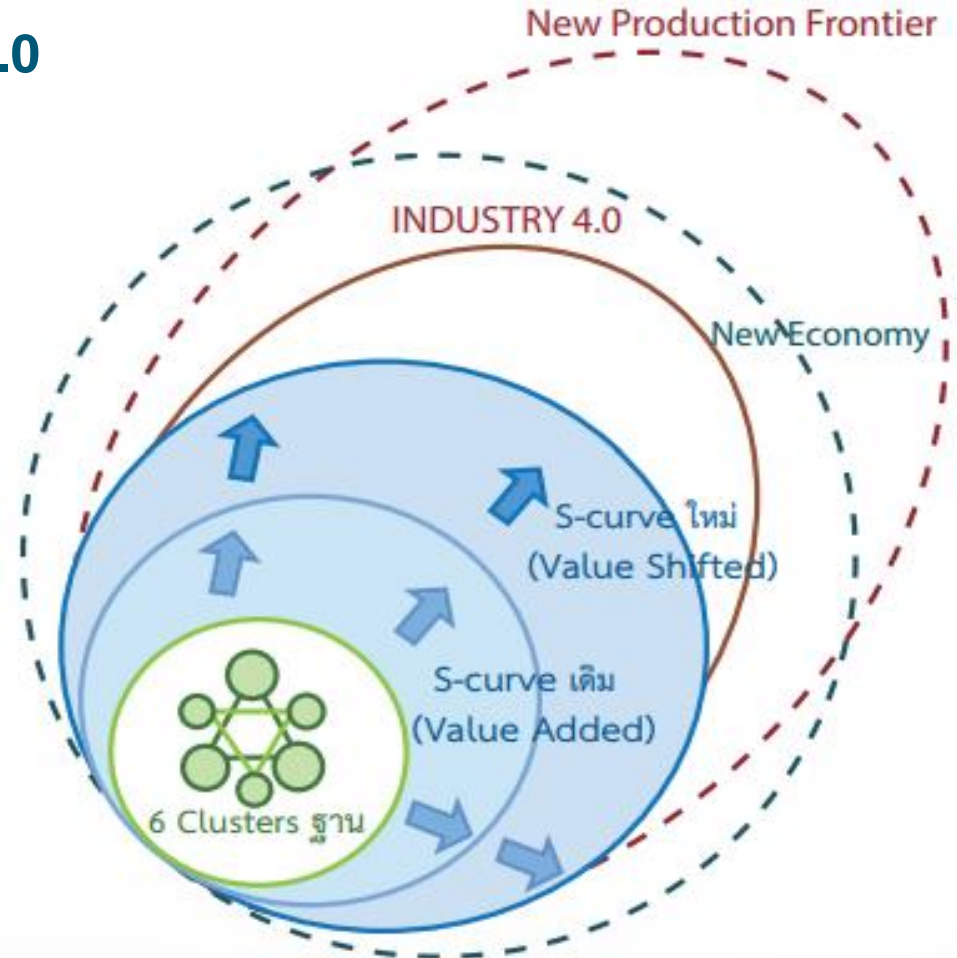 New Production Frontier
.0
INDUSTRY 4.0
New Economy
S-curve ใหม่
(Value Shifted)
S-curve เดิม
(Value Added)
6 Clusters ฐาน